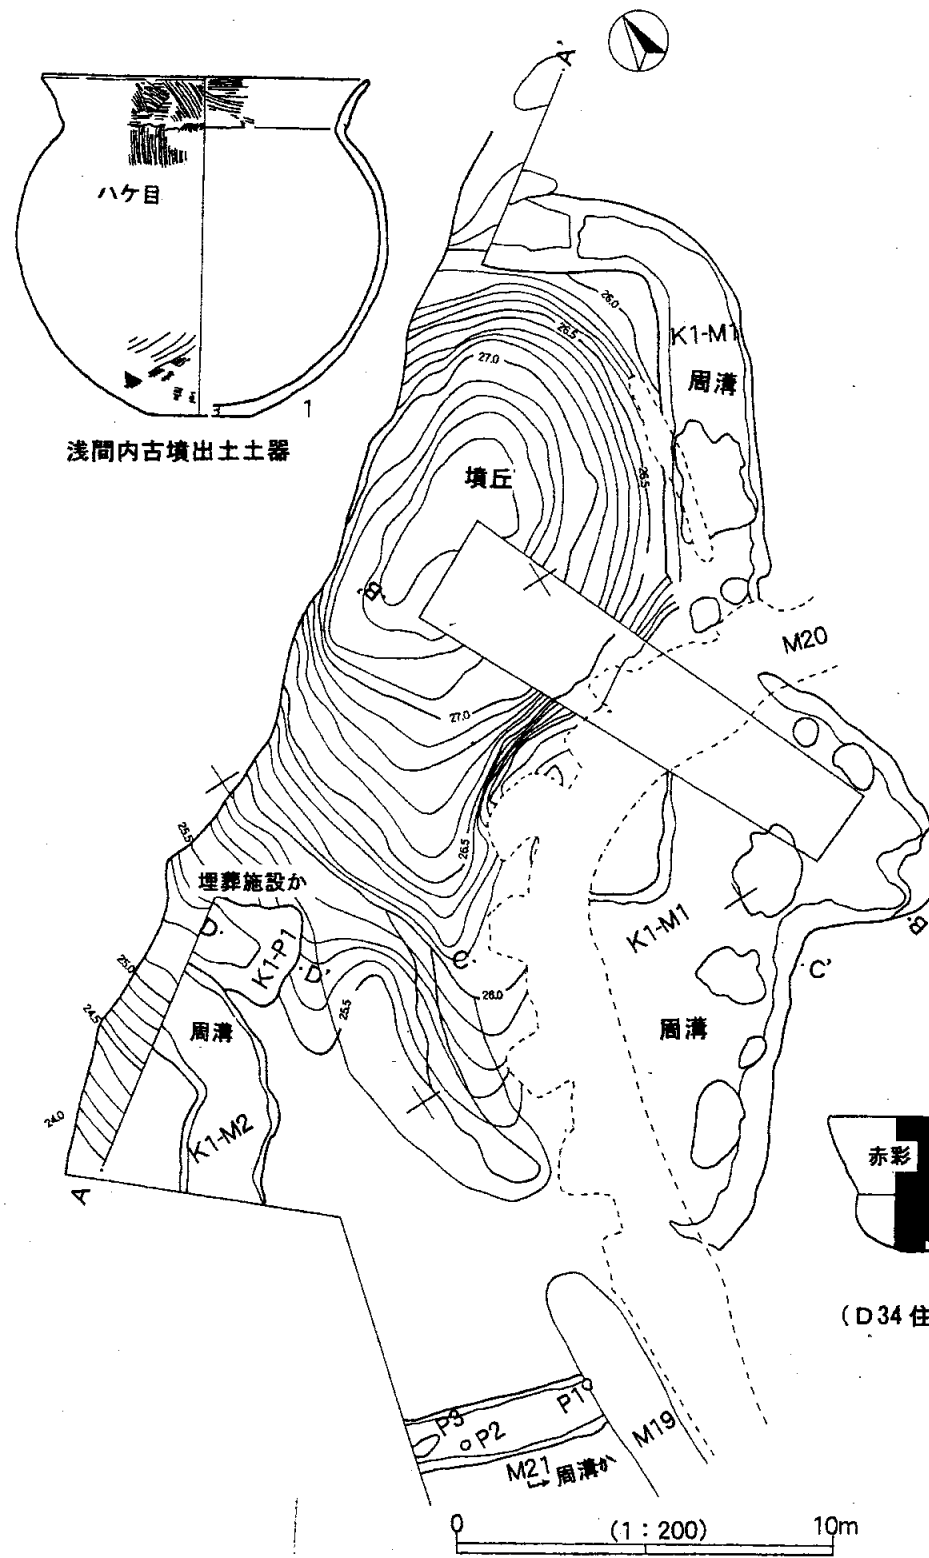 A'
ハケ目
1
浅間内古墳出土土器
26.0
26.5
27.0
K1-M1
周溝
墳丘
26.5
B'
M20
27.0
26.5
25.5
埋葬施設か
D
K1-P1
D'
C
26.0
25.5
25.0
24.5
24.0
周溝
K1-M2
A
K1-M1
周溝
B
C'
赤彩
(D34住
P1
P3
P2
M19
M21
周溝か
0
(1:200)
10m